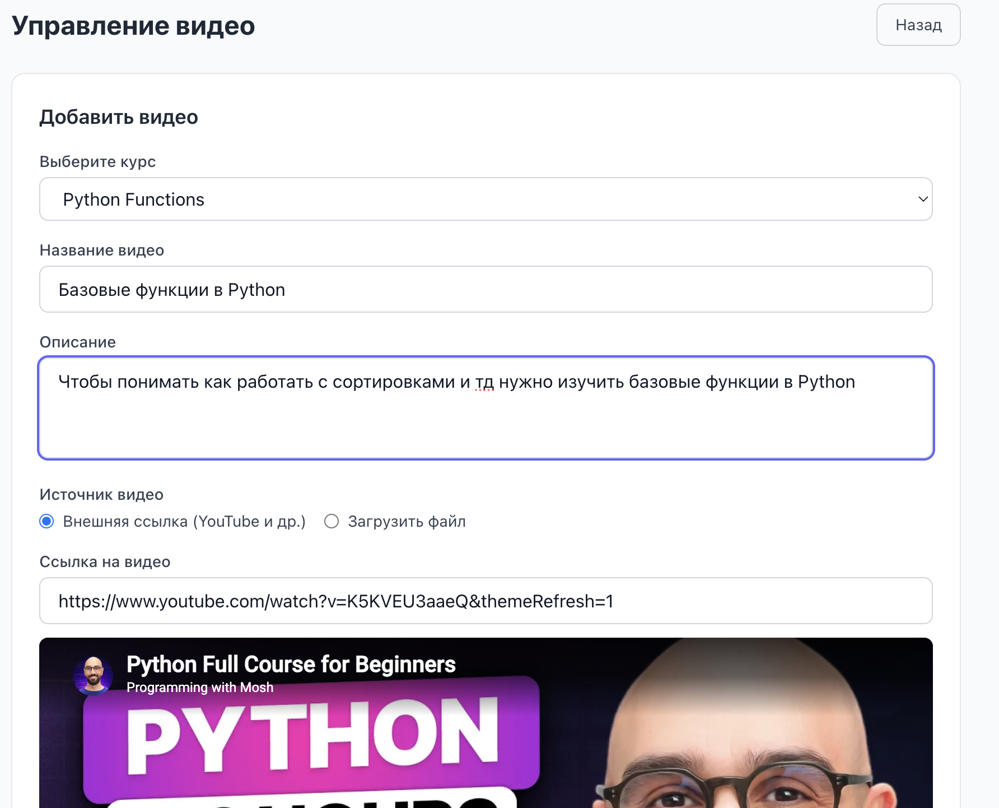 Управление видео
Назад
Добавить видео
Выберите курс
Python Functions
Название видео
Базовые функции в Python
Описание
Чтобы понимать как работать с сортировками и тд нужно изучить базовые функции в Python
Источник видео
Внешняя ссылка (YouTube и др.)
Загрузить файл
Ссылка на видео
https://www.youtube.com/watch?v=K5KVEU3aaeQ&themeRefresh=1
Python Full Course for Beginners
Programming with Mosh
PYTHON